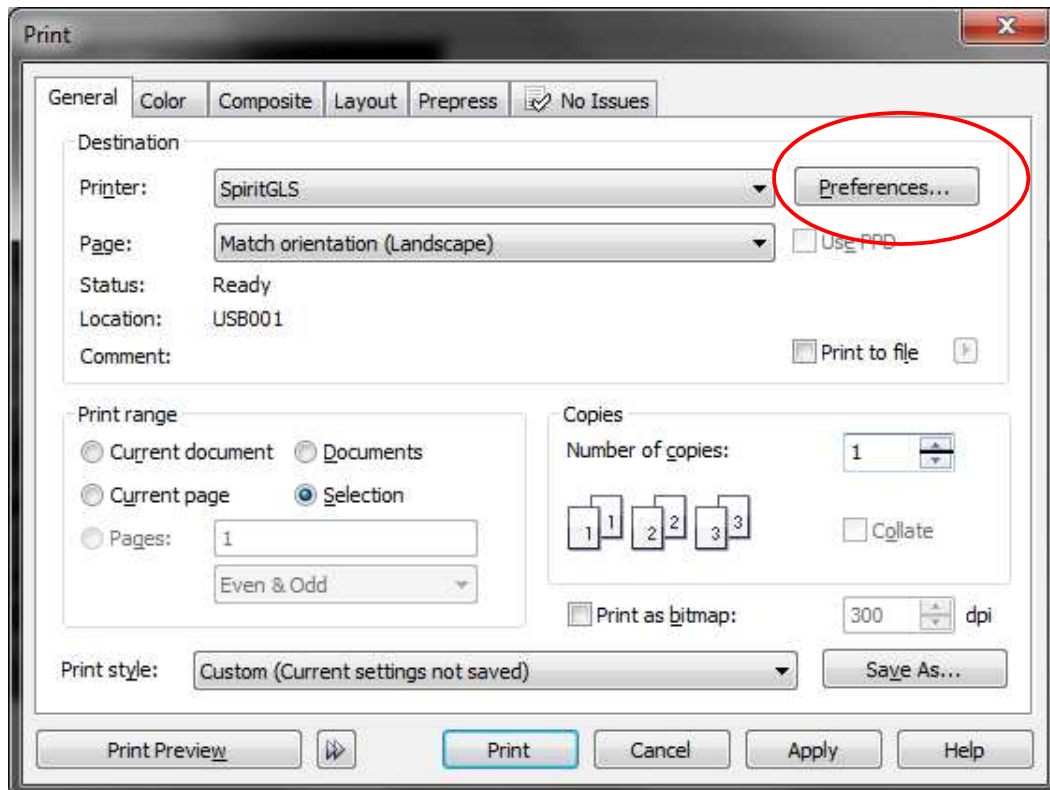 Print
General Color Composite Layout Prepress No Issues
Destination
Printer: SpiritGLS Preferences...
Page: Match orientation (Landscape) Use PPD
Status: Ready
Location: USB001
Comment: Print to file
Print range
Current document Documents
Current page Selection
Pages: 1
Even & Odd
Copies
Number of copies: 1
1 1 2 2 3 3
Collate
Print as bitmap: 300 dpi
Print style: Custom (Current settings not saved) Save As...
Print Preview Print Cancel Apply Help